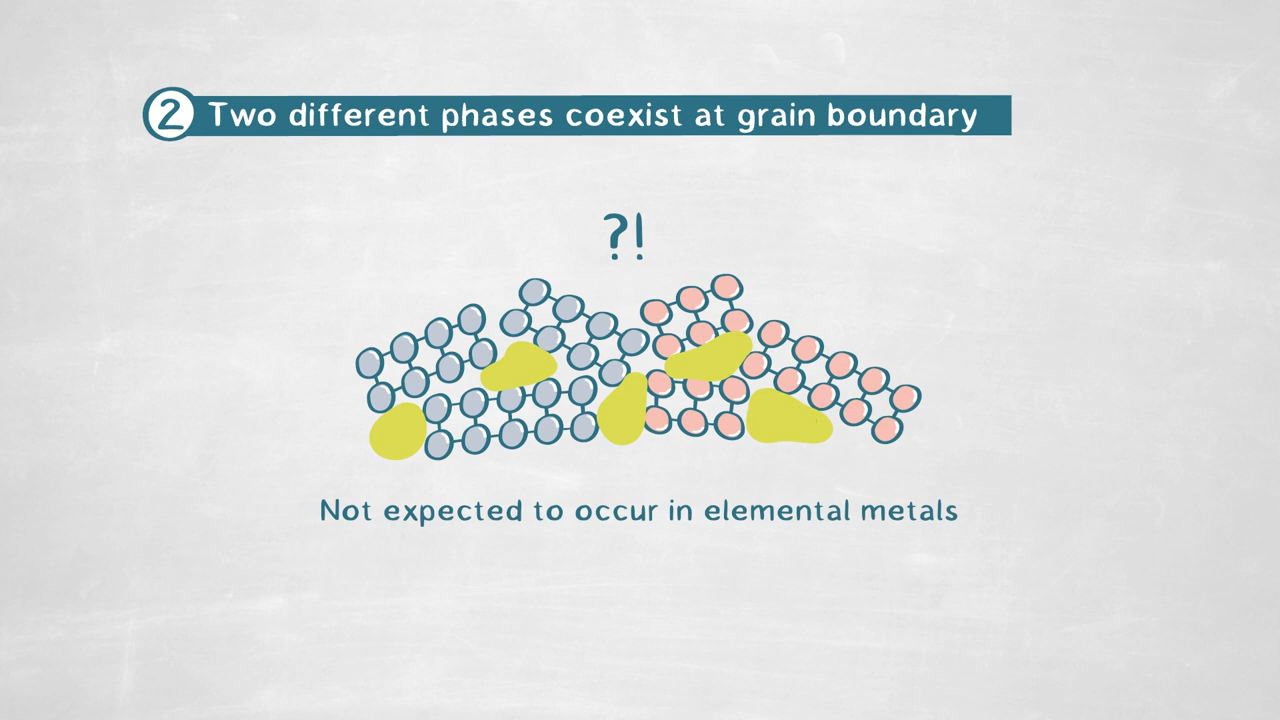 2 Two different phases coexist at grain boundary
?!
Not expected to occur in elemental metals